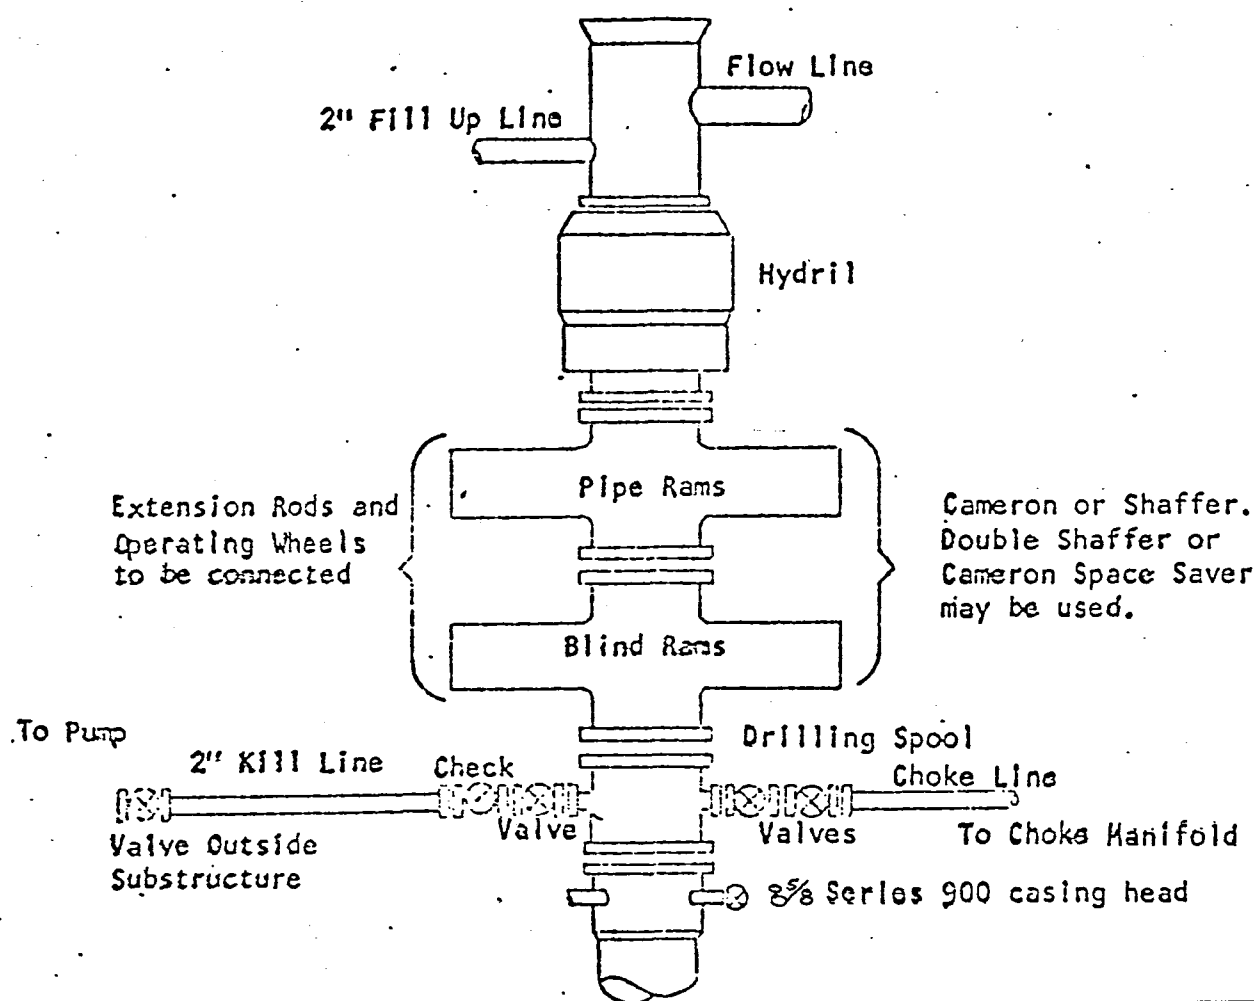 Flow Line
2" Fill Up Line
Hydril
Pipe Rams
Extension Rods and
Operating Wheels
to be connected
Cameron or Shaffer.
Double Shaffer or
Cameron Space Saver
may be used.
Blind Rams
To Pump
2" Kill Line
Check
Valve
Valve Outside
Substructure
Drilling Spool
Choke Line
Valves
To Choke Manifold
8 5/8 Series 900 casing head